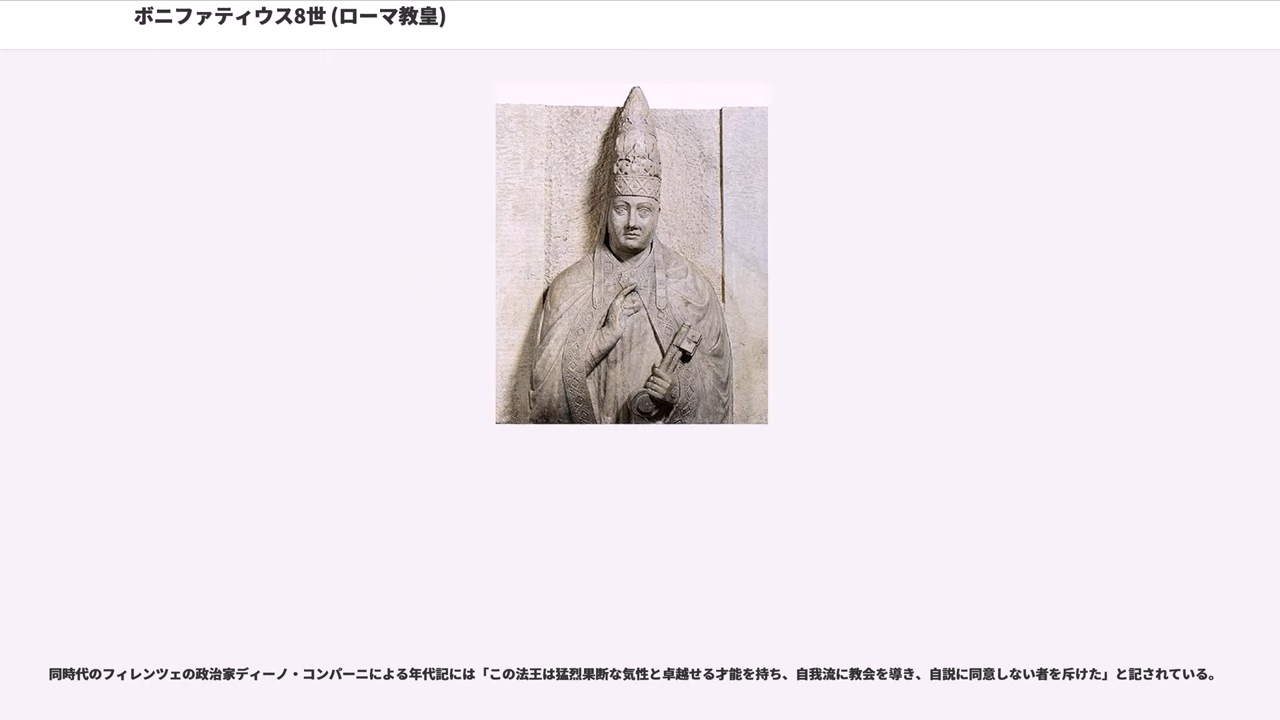 ボニファティウス8世 (ローマ教皇)
同時代のフィレンツェの政治家ディーノ・コンパーニによる年代記には「この法王は猛烈果断な気性と卓越せる才能を持ち、自我流に教会を導き、自説に同意しない者を斥けた」と記されている。